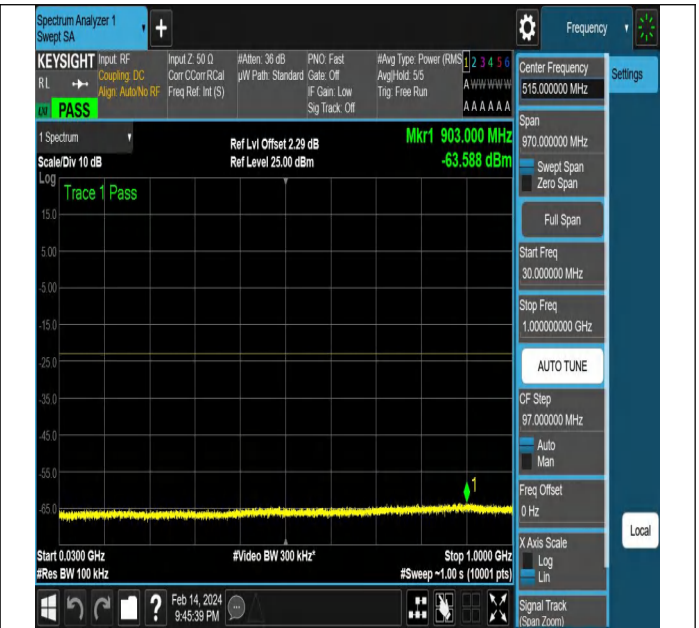 Spectrum Analyzer 1
Swept SA
Frequency
KEYSIGHT
RL
PASS
Input: RF
Coupling: DC
Align: Auto/No RF
Input Z: 50 Ω
Corr CCorr RCal
Freq Ref: Int (S)
#Atten: 36 dB
µW Path: Standard
PNO: Fast
Gate: Off
IF Gain: Low
Sig Track: Off
#Avg Type: Power (RMS
Avg|Hold: 5/5
Trig: Free Run
1 2 3 4 5 6
A W W W W W
A A A A A A
1 Spectrum
Scale/Div 10 dB
Ref Lvl Offset 2.29 dB
Ref Level 25.00 dBm
Mkr1 903.000 MHz
-63.588 dBm
Log
Trace 1 Pass
15.0
5.00
-5.00
-15.0
-25.0
-35.0
-45.0
-55.0
-65.0
1
Start 0.0300 GHz
#Video BW 300 kHz*
Stop 1.0000 GHz
#Res BW 100 kHz
#Sweep ~1.00 s (10001 pts)
Feb 14, 2024
9:45:39 PM
Center Frequency
515.000000 MHz
Settings
Span
970.000000 MHz
Swept Span
Zero Span
Full Span
Start Freq
30.000000 MHz
Stop Freq
1.000000000 GHz
AUTO TUNE
CF Step
97.000000 MHz
Auto
Man
Freq Offset
0 Hz
X Axis Scale
Log
Lin
Local
Signal Track
(Span Zoom)